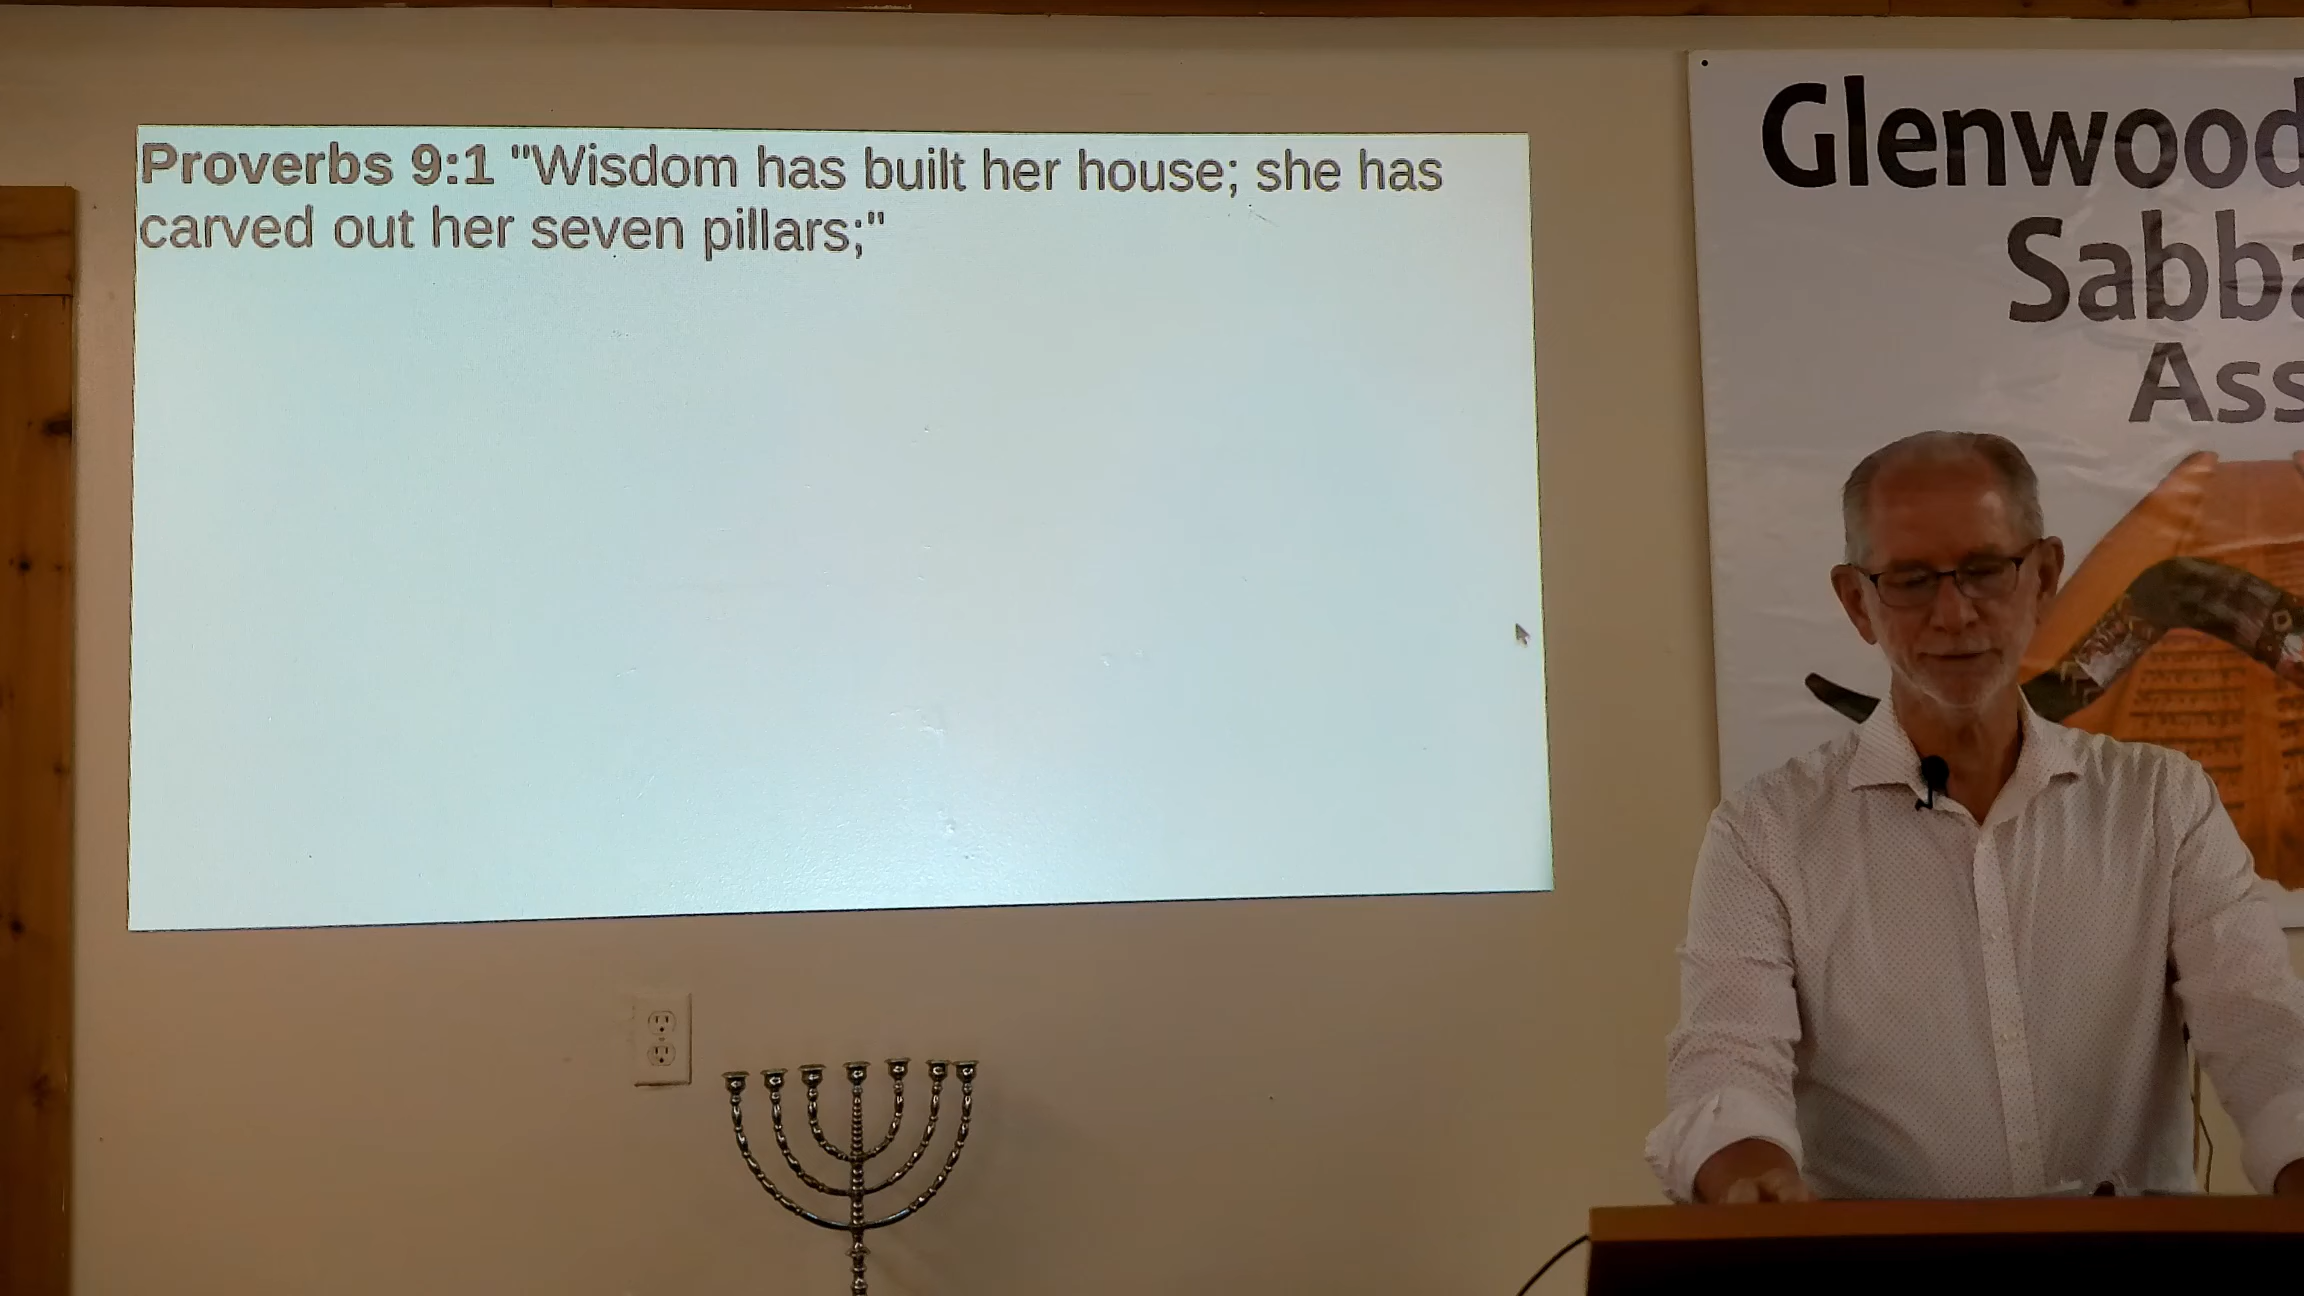 Proverbs 9:1 "Wisdom has built her house; she has
carved out her seven pillars;"
Glenwood
Sabba
Ass